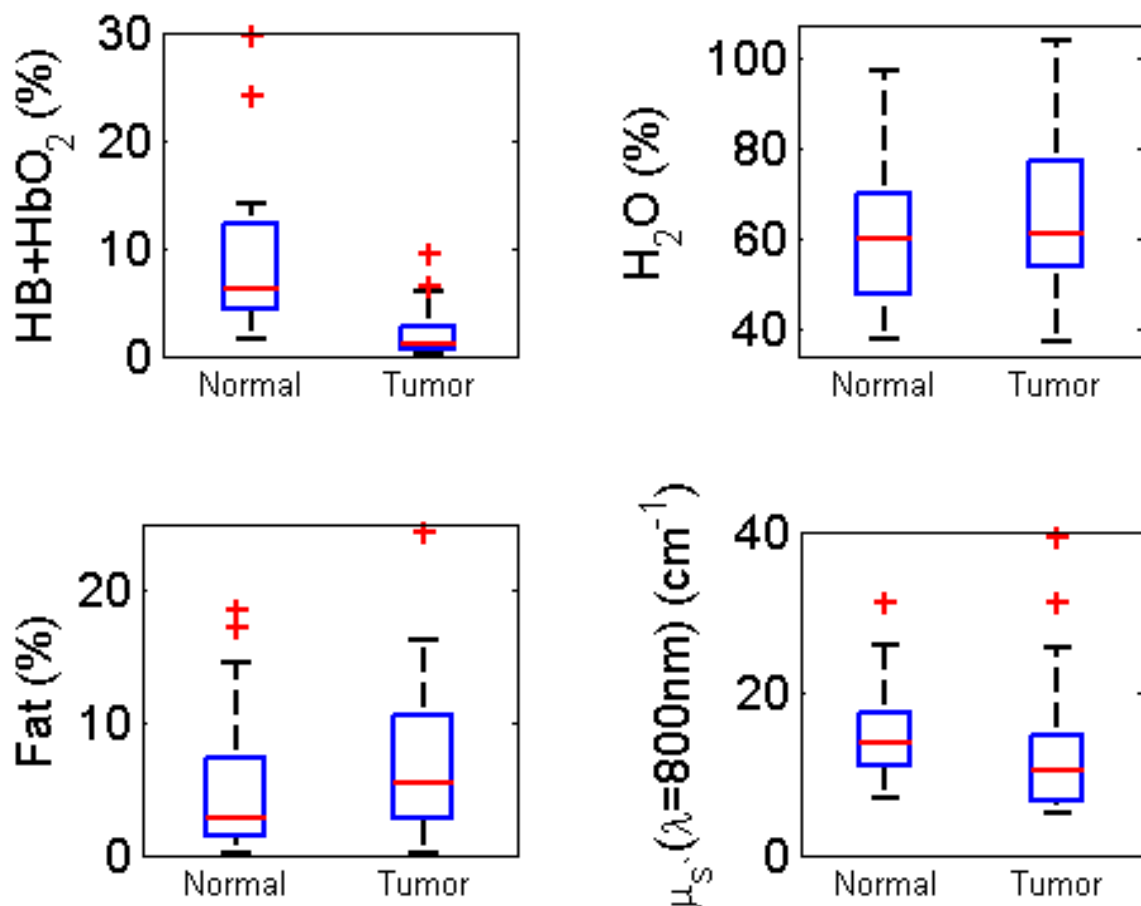 HB+HbO₂ (%)
30
20
10
0
Normal Tumor
H₂O (%)
100
80
60
40
Normal Tumor
Fat (%)
20
10
0
Normal Tumor
μₛ'(λ=800nm) (cm⁻¹)
40
20
0
Normal Tumor